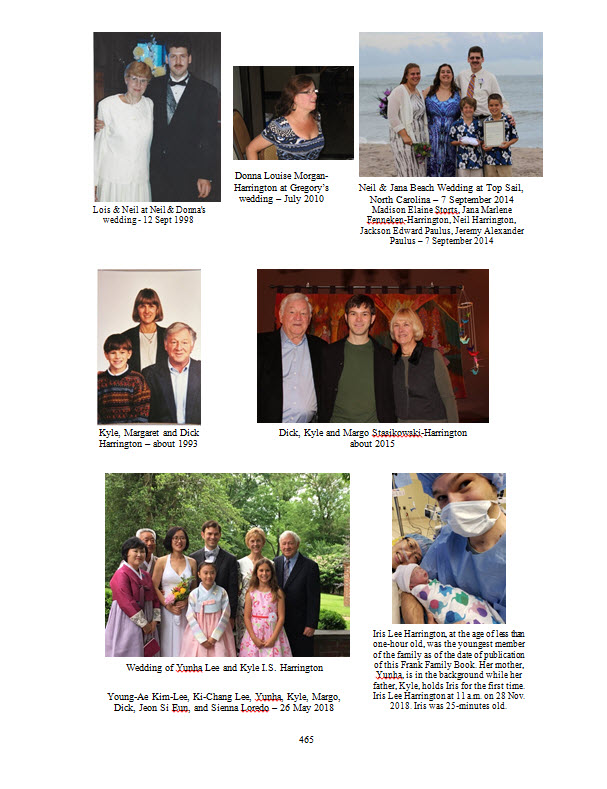 Lois & Neil at Neil & Donna's
wedding - 12 Sept 1998
Donna Louise Morgan-
Harrington at Gregory's
wedding – July 2010
Neil & Jana Beach Wedding at Top Sail,
North Carolina – 7 September 2014
Madison Elaine Storts, Jana Marlene
Fenneken-Harrington, Neil Harrington,
Jackson Edward Paulus, Jeremy Alexander
Paulus – 7 September 2014
Kyle, Margaret and Dick
Harrington – about 1993
Dick, Kyle and Margo Stasikowski-Harrington
about 2015
Wedding of Yunha Lee and Kyle I.S. Harrington
Young-Ae Kim-Lee, Ki-Chang Lee, Yunha, Kyle, Margo,
Dick, Jeon Si Eun, and Sienna Loredo – 26 May 2018
Iris Lee Harrington, at the age of less than
one-hour old, was the youngest member
of the family as of the date of publication
of this Frank Family Book. Her mother,
Yunha, is in the background while her
father, Kyle, holds Iris for the first time.
Iris Lee Harrington at 11 a.m. on 28 Nov.
2018. Iris was 25-minutes old.
465